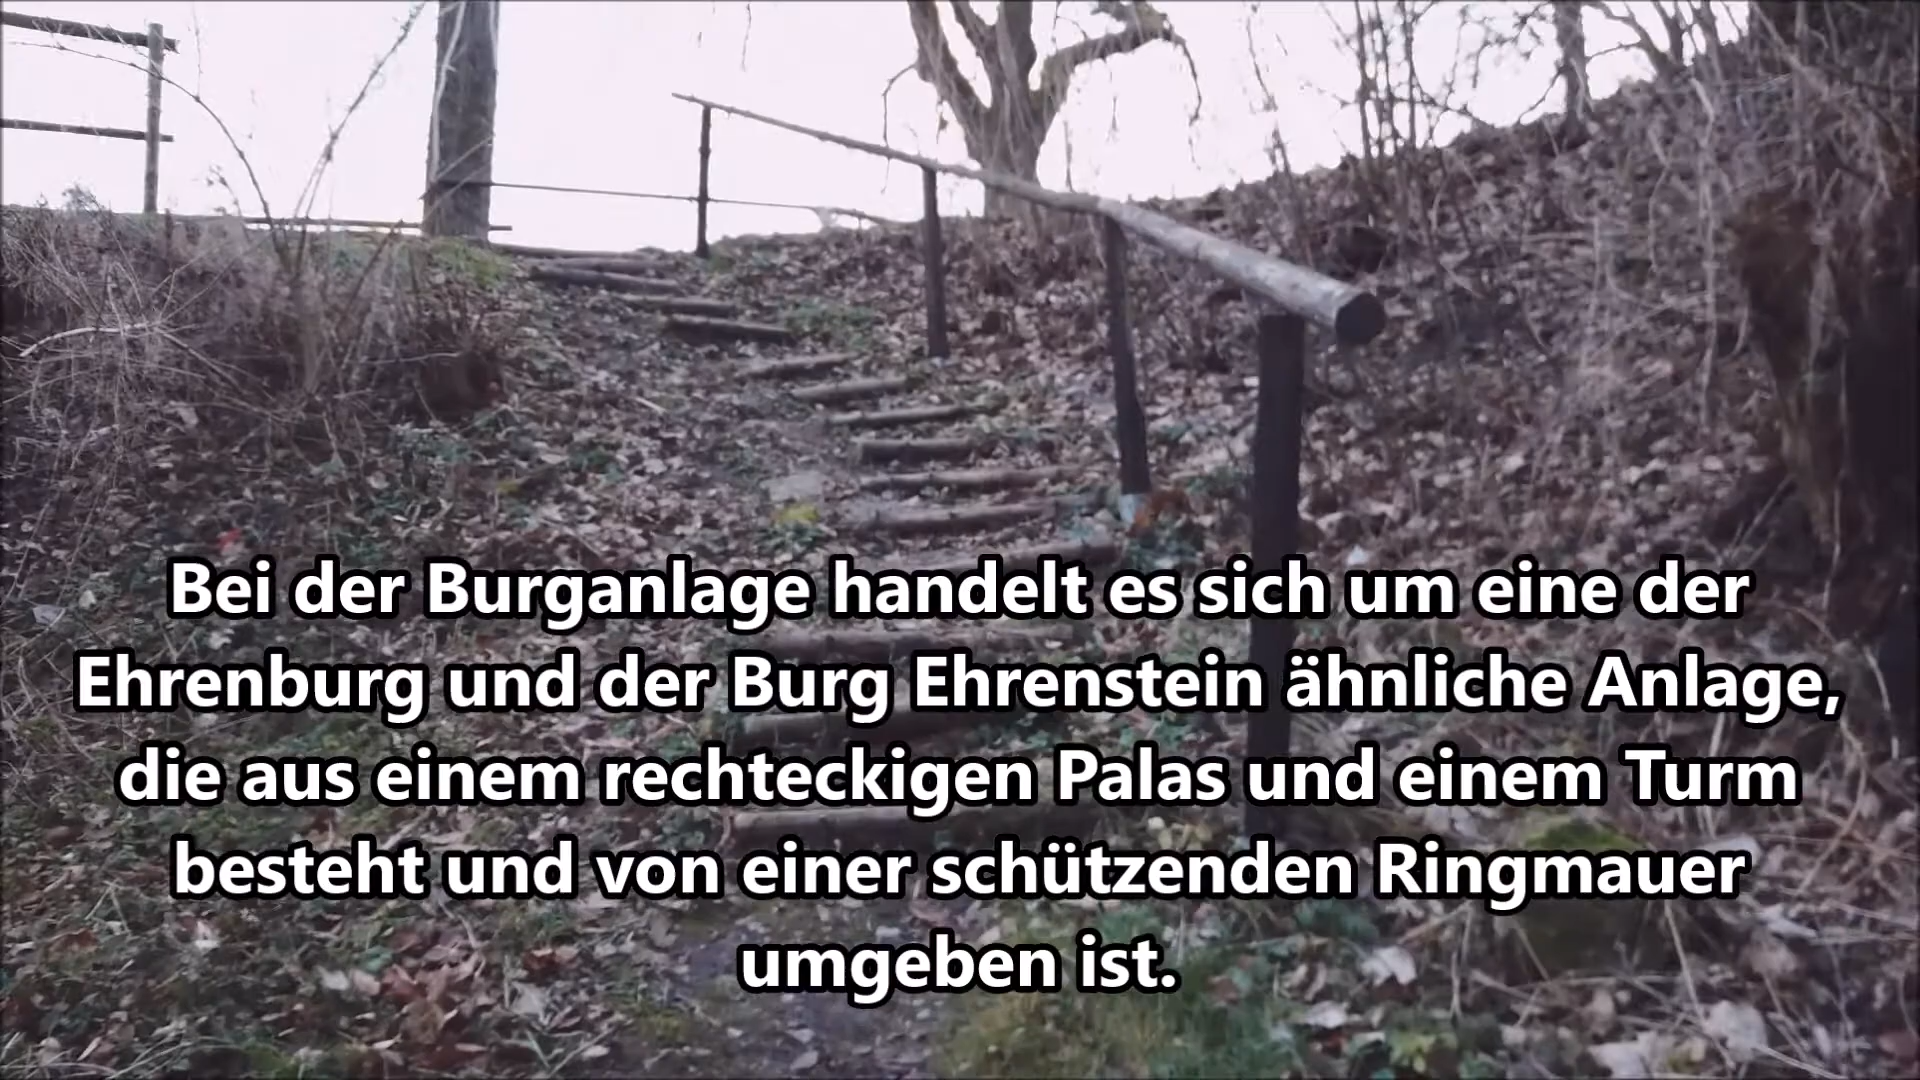 Bei der Burganlage handelt es sich um eine der
Ehrenburg und der Burg Ehrenstein ähnliche Anlage,
die aus einem rechteckigen Palas und einem Turm
besteht und von einer schützenden Ringmauer
umgeben ist.